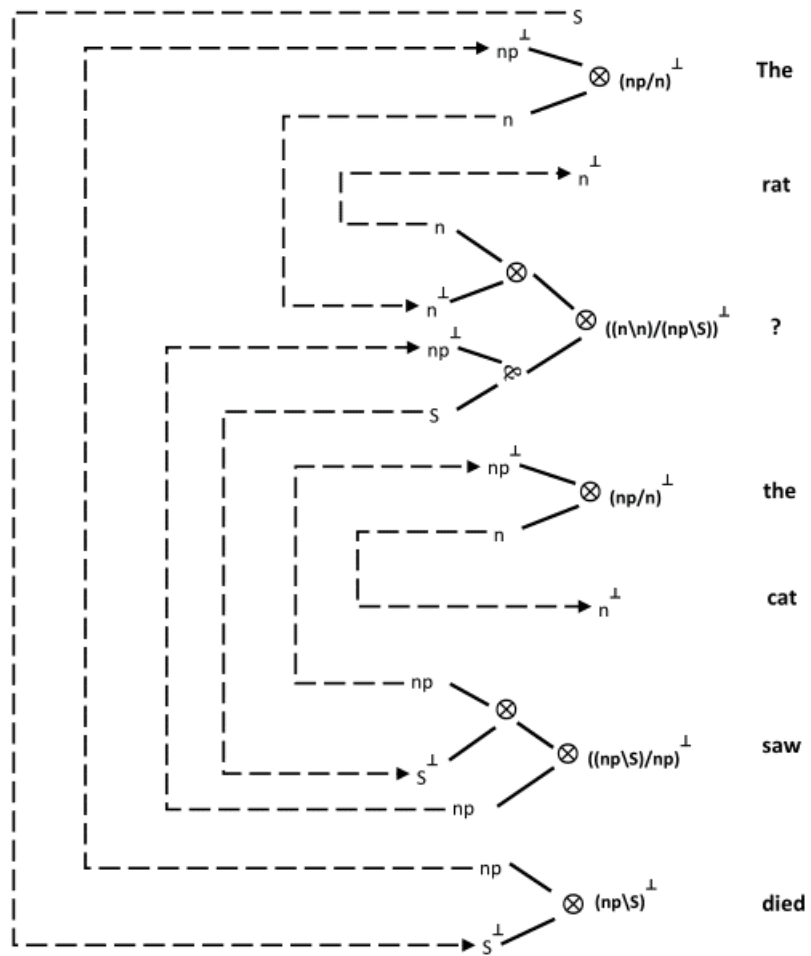 S
np⊥
⊗ (np/n)⊥ The
n
n⊥ rat
n
⊗
n⊥
⊗ ((n\n)/(np\S))⊥ ?
np⊥
⅋
S
np⊥
⊗ (np/n)⊥ the
n
n⊥ cat
np
⊗
S⊥
⊗ ((np\S)/np)⊥ saw
np
np
⊗ (np\S)⊥ died
S⊥